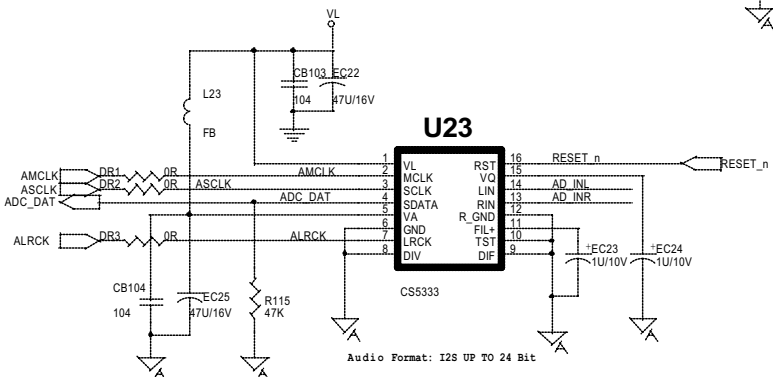 VL
A
CB103
EC22
104
47U/16V
L23
FB
U23
1 VL RST 16 RESET_n
RESET_n
AMCLK DR1 0R AMCLK 2 MCLK VQ 15
ASCLK DR2 0R ASCLK 3 SCLK LIN 14 AD_INL
ADC_DAT ADC_DAT 4 SDATA RIN 13 AD_INR
5 VA R_GND 12
6 GND FIL+ 11
ALRCK DR3 0R ALRCK 7 LRCK TST 10
8 DIV DIF 9
+EC23
1U/10V
+EC24
1U/10V
CB104
104
EC25
47U/16V
R115
47K
CS5333
A
A
A
A
A
Audio Format: I2S UP TO 24 Bit